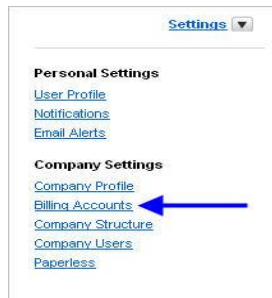 Settings
Personal Settings
User Profile
Notifications
Email Alerts
Company Settings
Company Profile
Billing Accounts
Company Structure
Company Users
Paperless